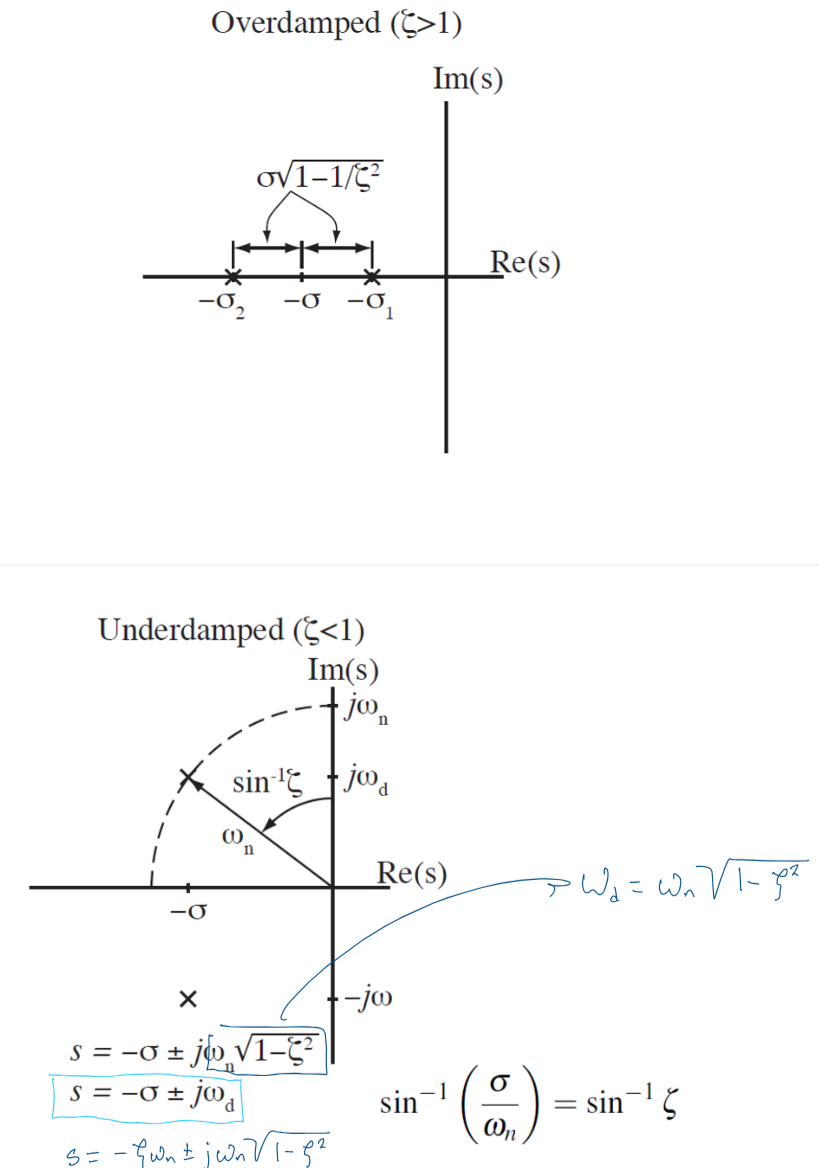 Overdamped (ζ>1)
Im(s)
σ√1−1/ζ²
Re(s)
−σ₂ −σ −σ₁
Underdamped (ζ<1)
Im(s)
jωₙ
sin⁻¹ζ
jω_d
ωₙ
Re(s)
−σ
ω_d = ωₙ√1-ζ²
−jω
s = −σ ± jωₙ√1−ζ²
s = −σ ± jω_d
sin⁻¹(σ/ωₙ) = sin⁻¹ ζ
s = -ζωₙ ± jωₙ√1-ζ²